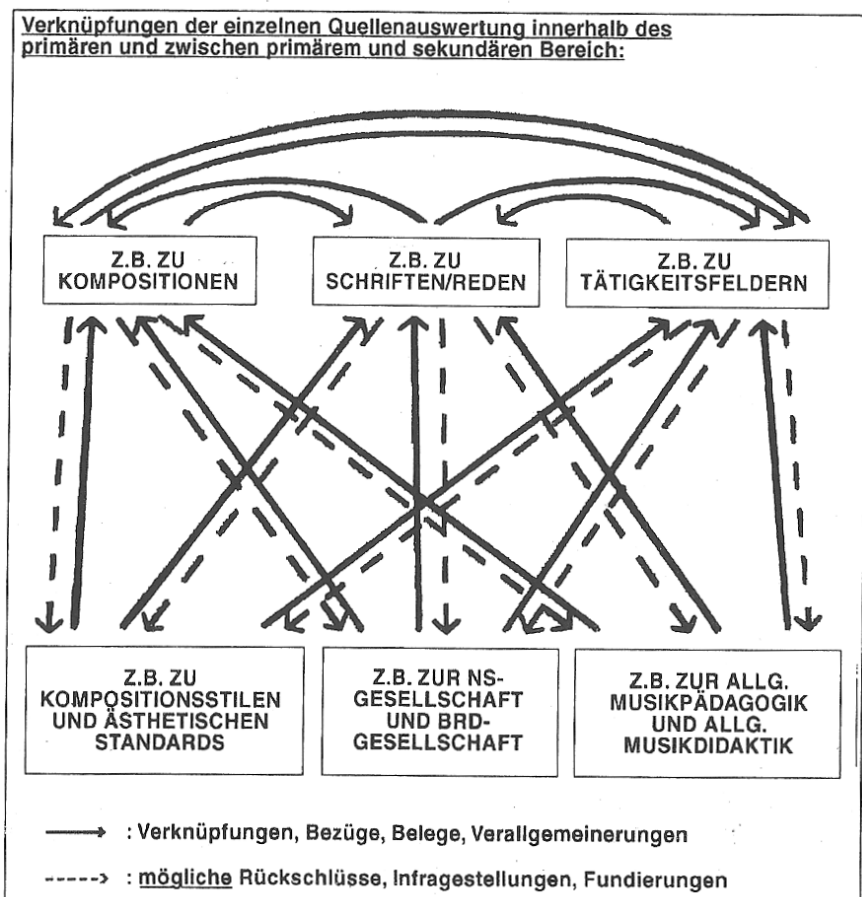 Verknüpfungen der einzelnen Quellenauswertung innerhalb des
primären und zwischen primärem und sekundären Bereich:
Z.B. ZU
KOMPOSITIONEN
Z.B. ZU
SCHRIFTEN/REDEN
Z.B. ZU
TÄTIGKEITSFELDERN
Z.B. ZU
KOMPOSITIONSSTILEN
UND ÄSTHETISCHEN
STANDARDS
Z.B. ZUR NS-
GESELLSCHAFT
UND BRD-
GESELLSCHAFT
Z.B. ZUR ALLG.
MUSIKPÄDAGOGIK
UND ALLG.
MUSIKDIDAKTIK
: Verknüpfungen, Bezüge, Belege, Verallgemeinerungen
: mögliche Rückschlüsse, Infragestellungen, Fundierungen